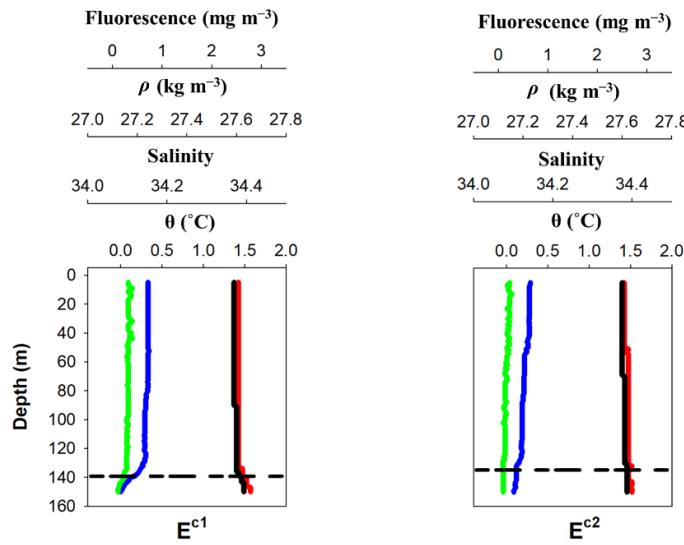 Fluorescence (mg m⁻³) Fluorescence (mg m⁻³)
0 1 2 3 0 1 2 3
ρ (kg m⁻³) ρ (kg m⁻³)
27.0 27.2 27.4 27.6 27.8 27.0 27.2 27.4 27.6 27.8
Salinity Salinity
34.0 34.2 34.4 34.0 34.2 34.4
θ (˚C) θ (˚C)
0.0 1.0 1.5 2.0 0.0 1.0 1.5 2.0
0
20
40
60
80
100
120
140
160
Depth (m)
Eᶜ¹ Eᶜ²